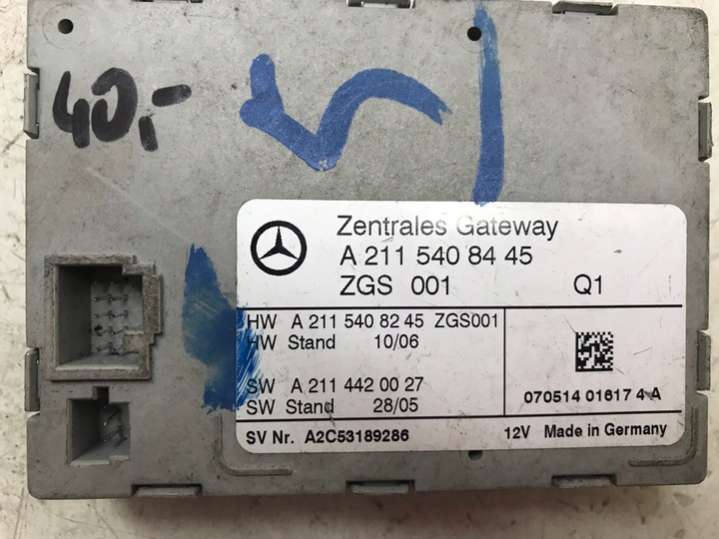 40,-
Zentrales Gateway
A 211 540 84 45
ZGS 001 Q1
HW A 211 540 82 45 ZGS001
HW Stand 10/06
SW A 211 442 00 27
SW Stand 28/05
070514 01617 4 A
SV Nr. A2C53189286 12V Made in Germany